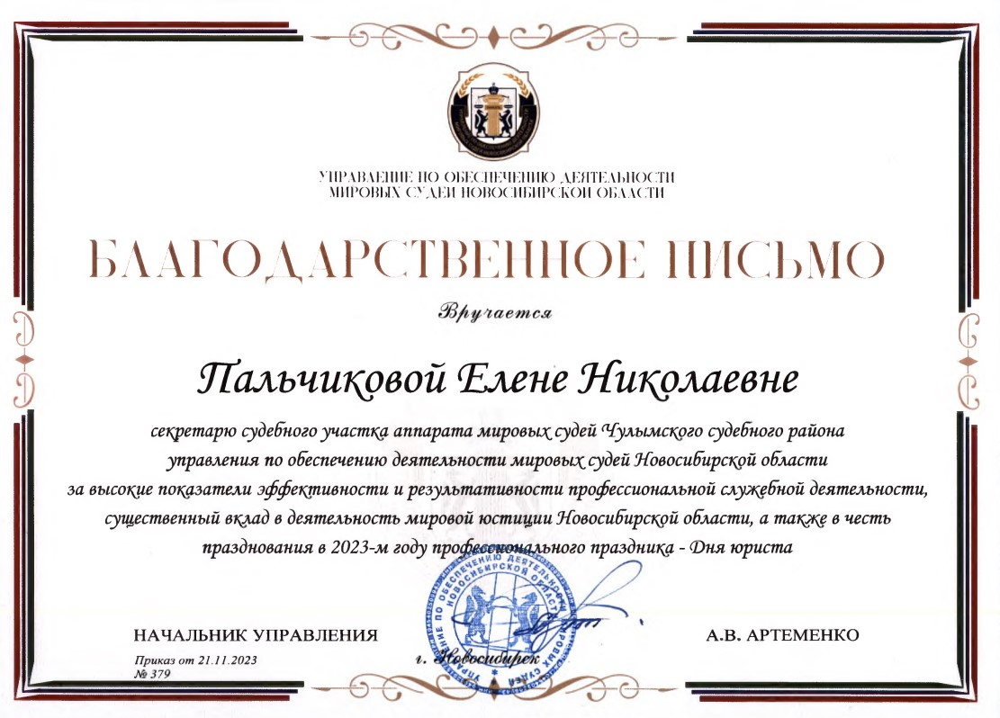 УПРАВЛЕНИЕ ПО ОБЕСПЕЧЕНИЮ ДЕЯТЕЛЬНОСТИ
МИРОВЫХ СУДЕЙ НОВОСИБИРСКОЙ ОБЛАСТИ
БЛАГОДАРСТВЕННОЕ ПИСЬМО
Вручается
Пальчиковой Елене Николаевне
секретарю судебного участка аппарата мировых судей Чулымского судебного района
управления по обеспечению деятельности мировых судей Новосибирской области
за высокие показатели эффективности и результативности профессиональной служебной деятельности,
существенный вклад в деятельность мировой юстиции Новосибирской области, а также в честь
празднования в 2023-м году профессионального праздника - Дня юриста
УПРАВЛЕНИЕ ПО ОБЕСПЕЧЕНИЮ ДЕЯТЕЛЬНОСТИ МИРОВЫХ СУДЕЙ
НОВОСИБИРСКОЙ ОБЛАСТИ
НАЧАЛЬНИК УПРАВЛЕНИЯ
А.В. АРТЕМЕНКО
Приказ от 21.11.2023
№ 379
г. Новосибирск